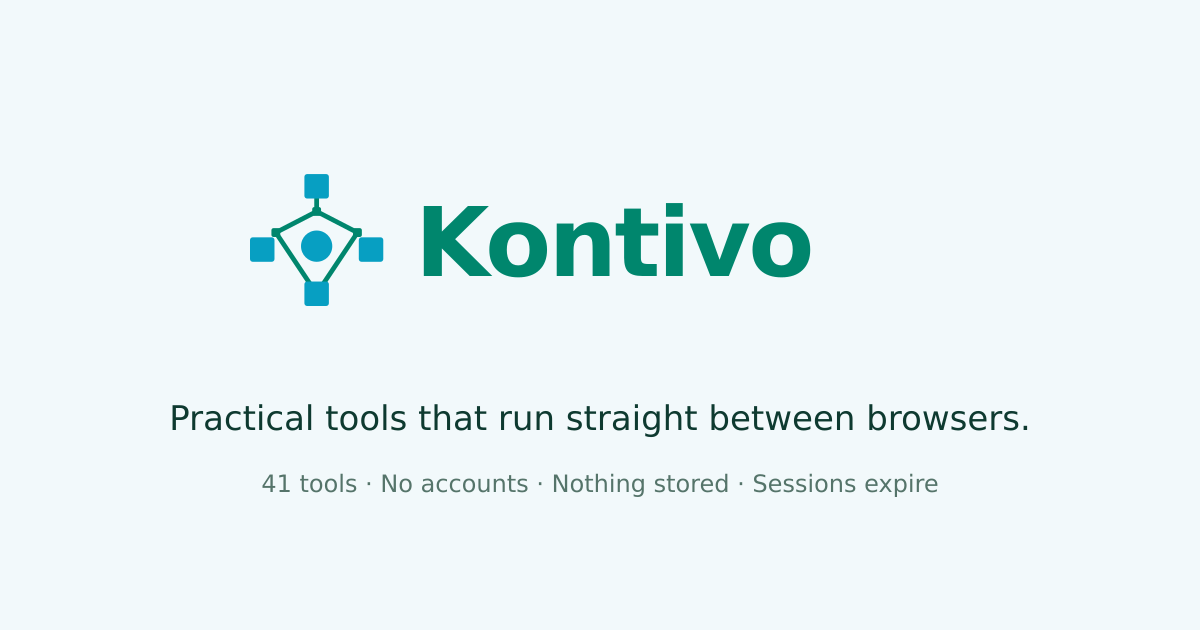 Kontivo
Practical tools that run straight between browsers.
41 tools · No accounts · Nothing stored · Sessions expire